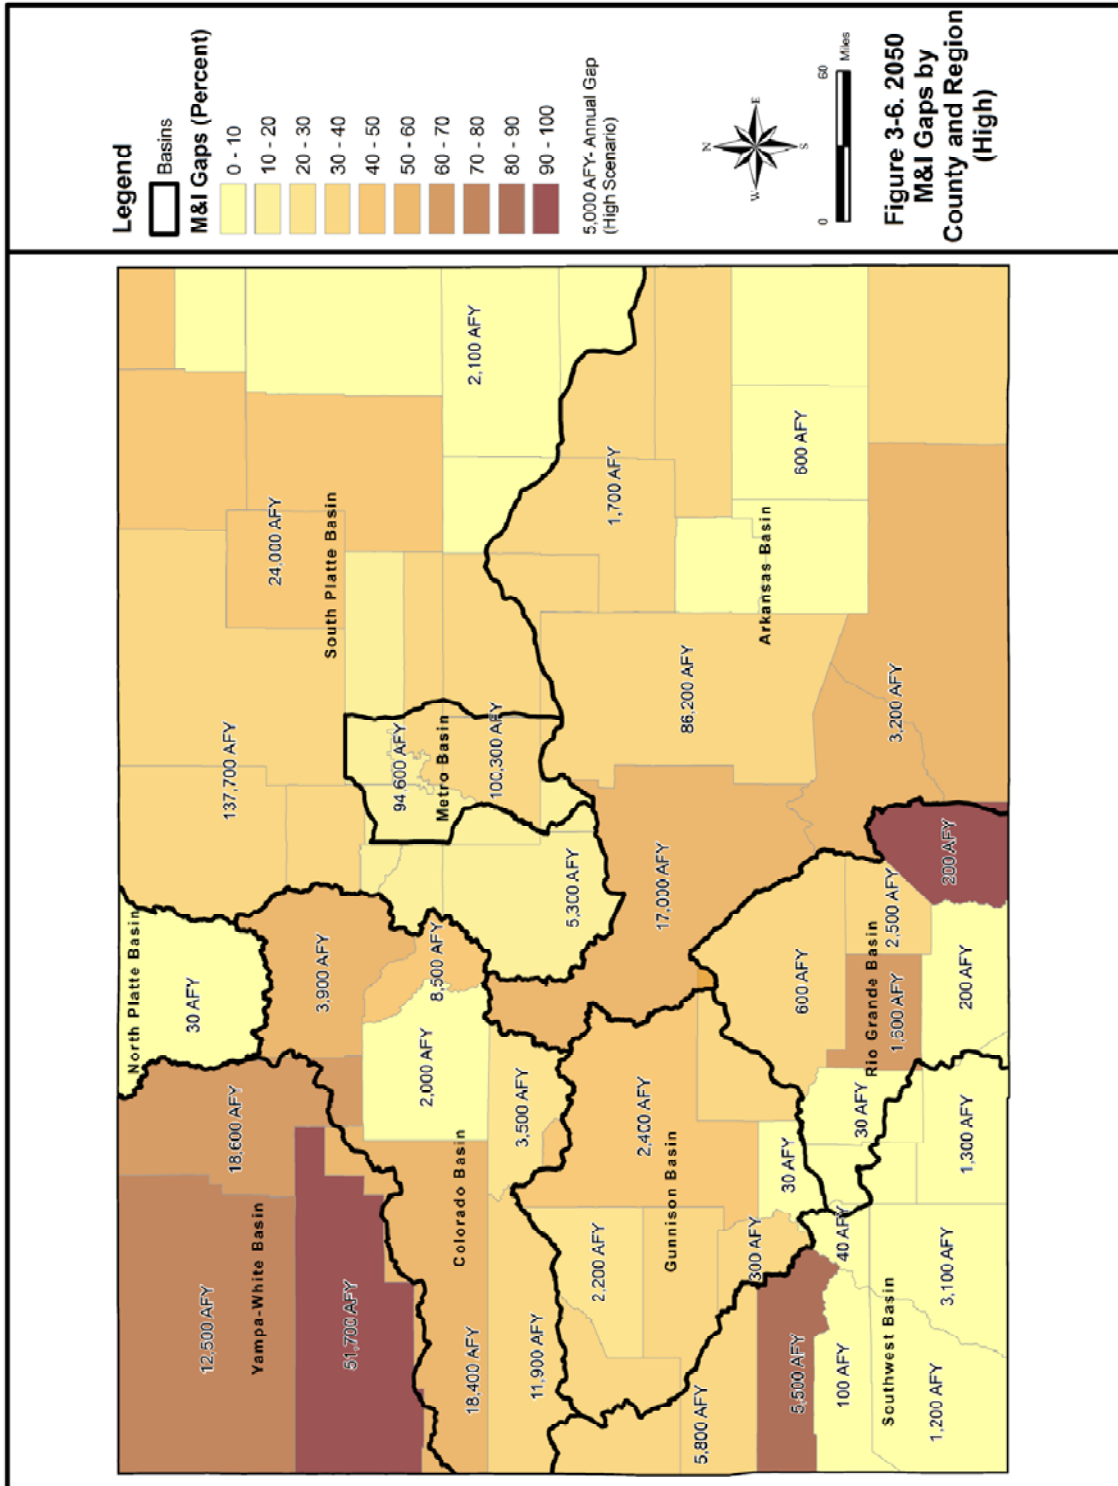 Legend
Basins
M&I Gaps (Percent)
0 - 10
10 - 20
20 - 30
30 - 40
40 - 50
50 - 60
60 - 70
70 - 80
80 - 90
90 - 100
5,000 AFY- Annual Gap
(High Scenario)
N
W
E
S
0
60
Miles
Figure 3-6. 2050
M&I Gaps by
County and Region
(High)
North Platte Basin
30 AFY
12,500 AFY
18,600 AFY
Yampa-White Basin
51,700 AFY
3,900 AFY
137,700 AFY
24,000 AFY
South Platte Basin
94,600 AFY
Metro Basin
100,300 AFY
2,100 AFY
8,500 AFY
2,000 AFY
Colorado Basin
18,400 AFY
3,500 AFY
11,900 AFY
5,300 AFY
2,200 AFY
2,400 AFY
17,000 AFY
86,200 AFY
1,700 AFY
Gunnison Basin
5,800 AFY
300 AFY
30 AFY
600 AFY
Arkansas Basin
600 AFY
5,500 AFY
100 AFY
40 AFY
30 AFY
Rio Grande Basin
1,600 AFY
2,500 AFY
3,200 AFY
Southwest Basin
1,200 AFY
3,100 AFY
1,300 AFY
200 AFY
200 AFY